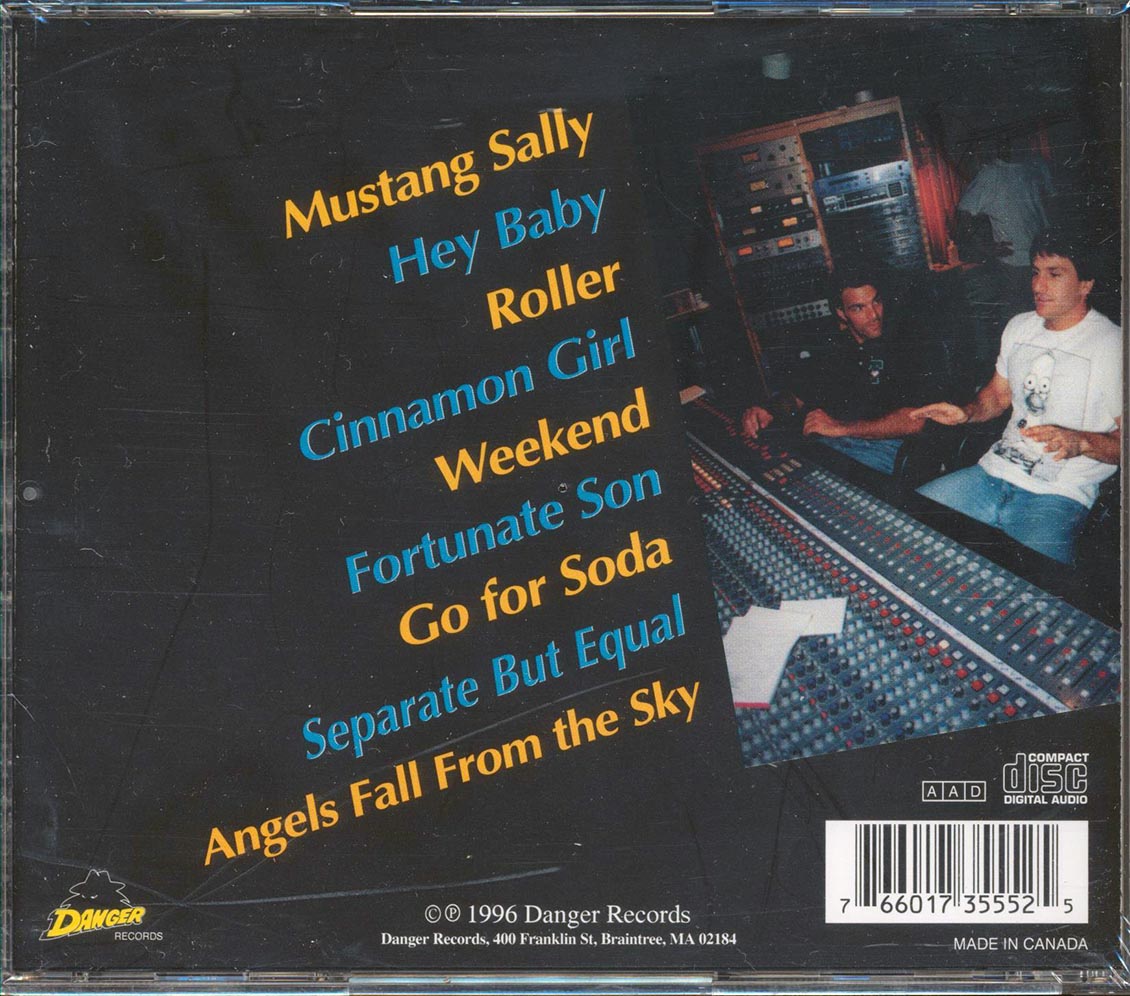 Mustang Sally
Hey Baby
Roller
Cinnamon Girl
Weekend
Fortunate Son
Go for Soda
Separate But Equal
Angels Fall From the Sky
AAD
COMPACT
disc
DIGITAL AUDIO
7 66017 35552 5
MADE IN CANADA
DANGER
RECORDS
©℗ 1996 Danger Records
Danger Records, 400 Franklin St, Braintree, MA 02184